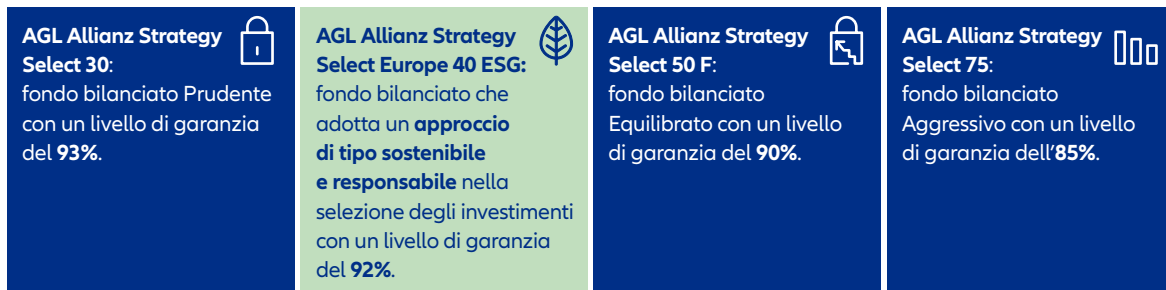 AGL Allianz Strategy
Select 30:
fondo bilanciato Prudente
con un livello di garanzia
del 93%.
AGL Allianz Strategy
Select Europe 40 ESG:
fondo bilanciato che
adotta un approccio
di tipo sostenibile
e responsabile nella
selezione degli investimenti
con un livello di garanzia
del 92%.
AGL Allianz Strategy
Select 50 F:
fondo bilanciato
Equilibrato con un livello
di garanzia del 90%.
AGL Allianz Strategy
Select 75:
fondo bilanciato
Aggressivo con un livello
di garanzia dell'85%.